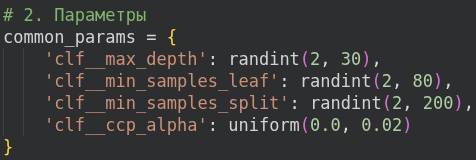 # 2. Параметры
common_params = {
    'clf__max_depth': randint(2, 30),
    'clf__min_samples_leaf': randint(2, 80),
    'clf__min_samples_split': randint(2, 200),
    'clf__ccp_alpha': uniform(0.0, 0.02)
}